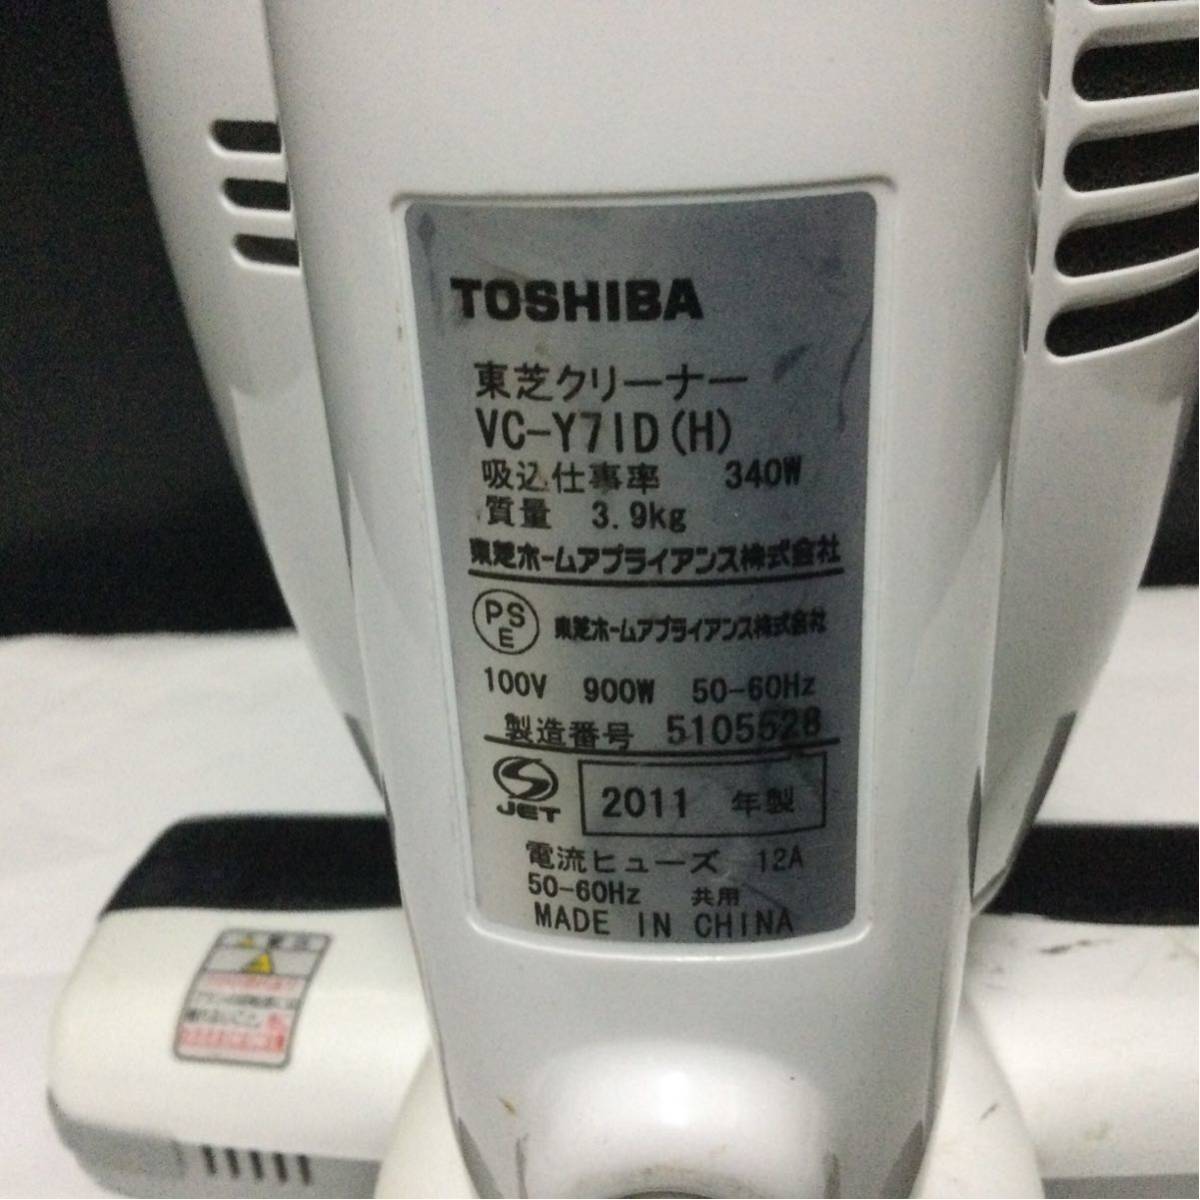 TOSHIBA
東芝クリーナー
VC-Y71D(H)
吸込仕事率 340W
質量 3.9kg
東芝ホームアプライアンス株式会社
PS
E
東芝ホームアプライアンス株式会社
100V 900W 50-60Hz
製造番号 5105528
JET
2011 年製
電流ヒューズ 12A
50-60Hz 共用
MADE IN CHINA